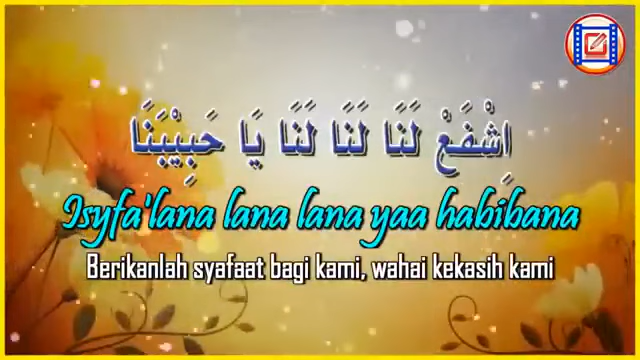 اِشْفَعْ لَنَا لَنَا لَنَا يَا حَبِيْبَنَا
Isyfa'lana lana lana yaa habibana
Berikanlah syafaat bagi kami, wahai kekasih kami